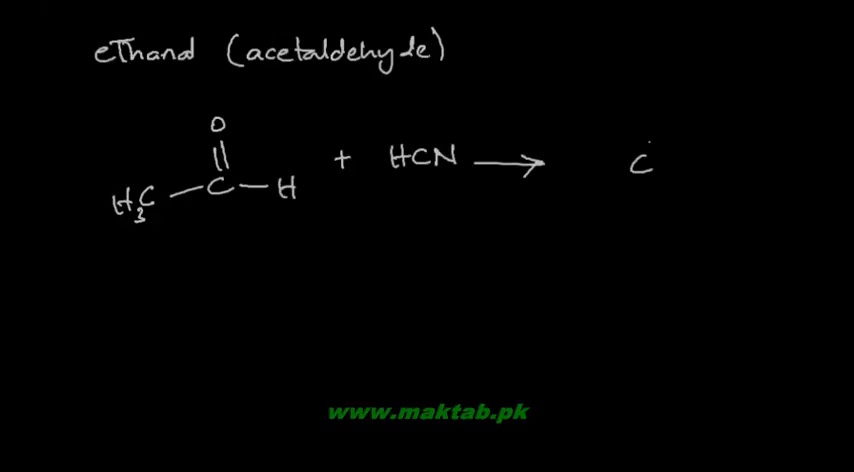 eThanal (acetaldehyde)
O
||
H3C — C — H + HCN → C
www.maktab.pk